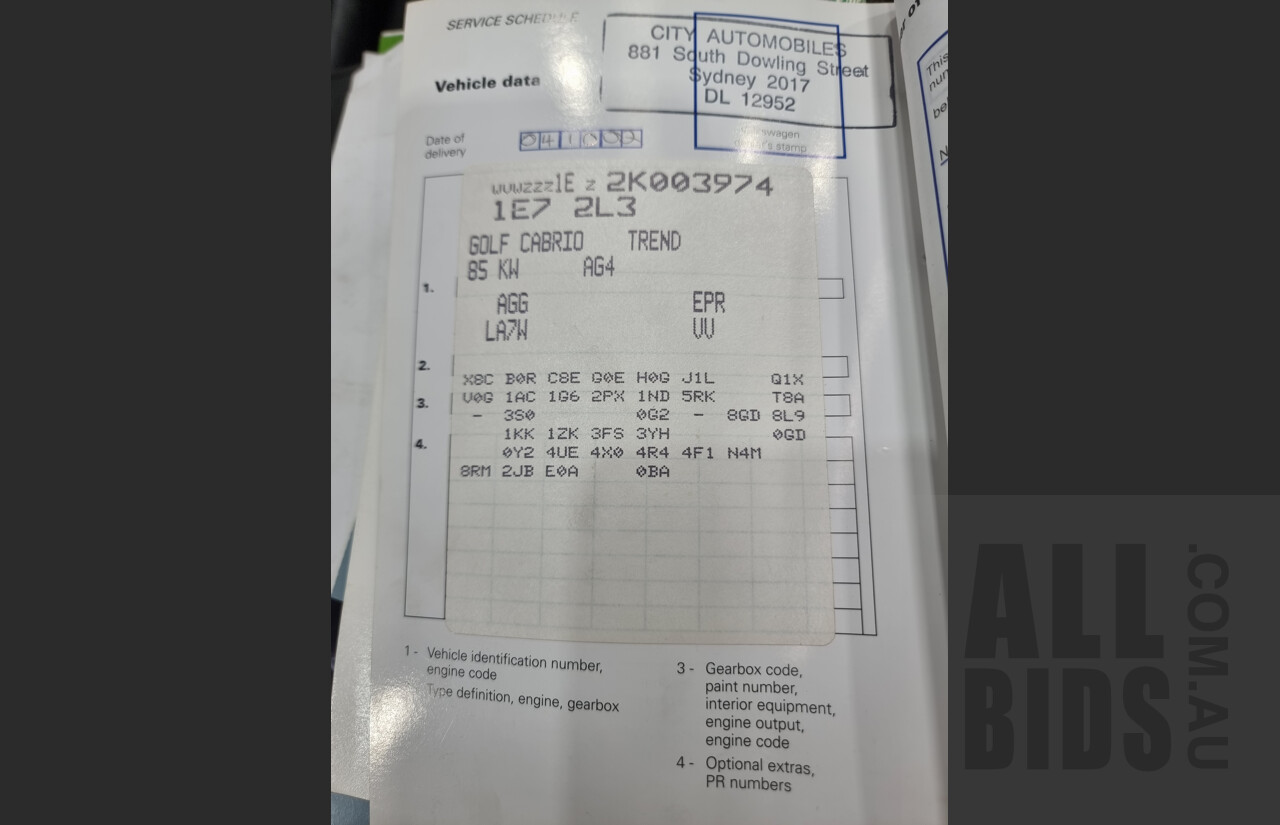 SERVICE SCHEDULE
CITY AUTOMOBILES
881 South Dowling Street
Sydney 2017
DL 12952
Vehicle data
Date of
delivery
041002
dealer's stamp
WVWZZZ1E Z 2K003974
1E7 2L3
GOLF CABRIO TREND
85 KW AG4
1.
AGG EPR
LA7W VV
2.
X8C B0R C8E G0E H0G J1L Q1X
V0G 1AC 1G6 2PX 1ND 5RK T8A
3.
- 3S0 0G2 - 8GD 8L9
1KK 1ZK 3FS 3YH 0GD
4.
0Y2 4UE 4X0 4R4 4F1 N4M
8RM 2JB E0A 0BA
1 - Vehicle identification number,
engine code
Type definition, engine, gearbox
3 - Gearbox code,
paint number,
interior equipment,
engine output,
engine code
4 - Optional extras,
PR numbers
This
be
ALL
BIDS
.COM.AU